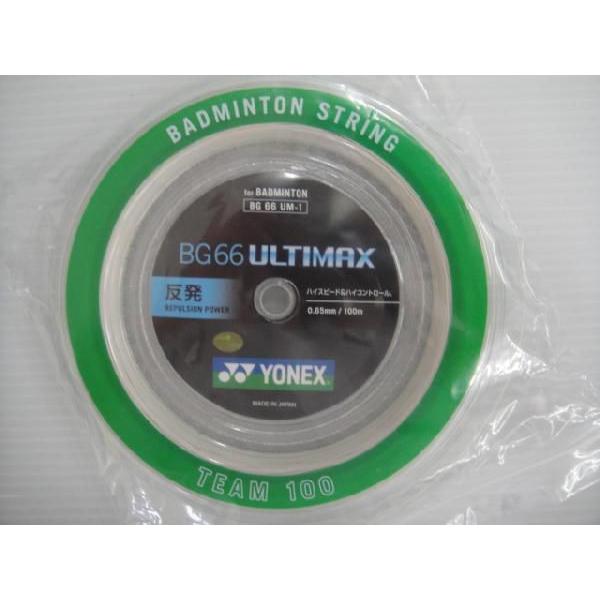 BADMINTON STRING
for BADMINTON
BG 66 UM-1
BG66 ULTIMAX
反発
REPULSION POWER
ハイスピード&ハイコントロール。
0.65mm / 100m
YONEX
MADE IN JAPAN
TEAM 100